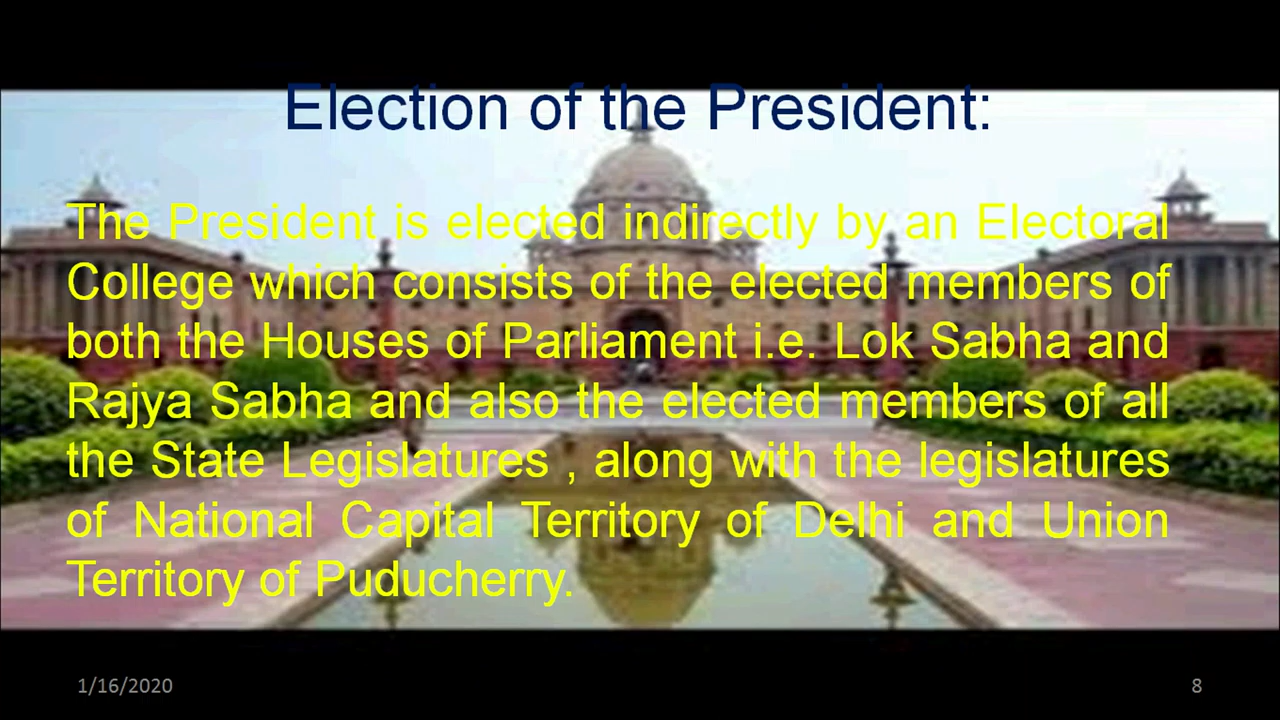 Election of the President:
The President is elected indirectly by an Electoral
College which consists of the elected members of
both the Houses of Parliament i.e. Lok Sabha and
Rajya Sabha and also the elected members of all
the State Legislatures , along with the legislatures
of National Capital Territory of Delhi and Union
Territory of Puducherry.
1/16/2020
8